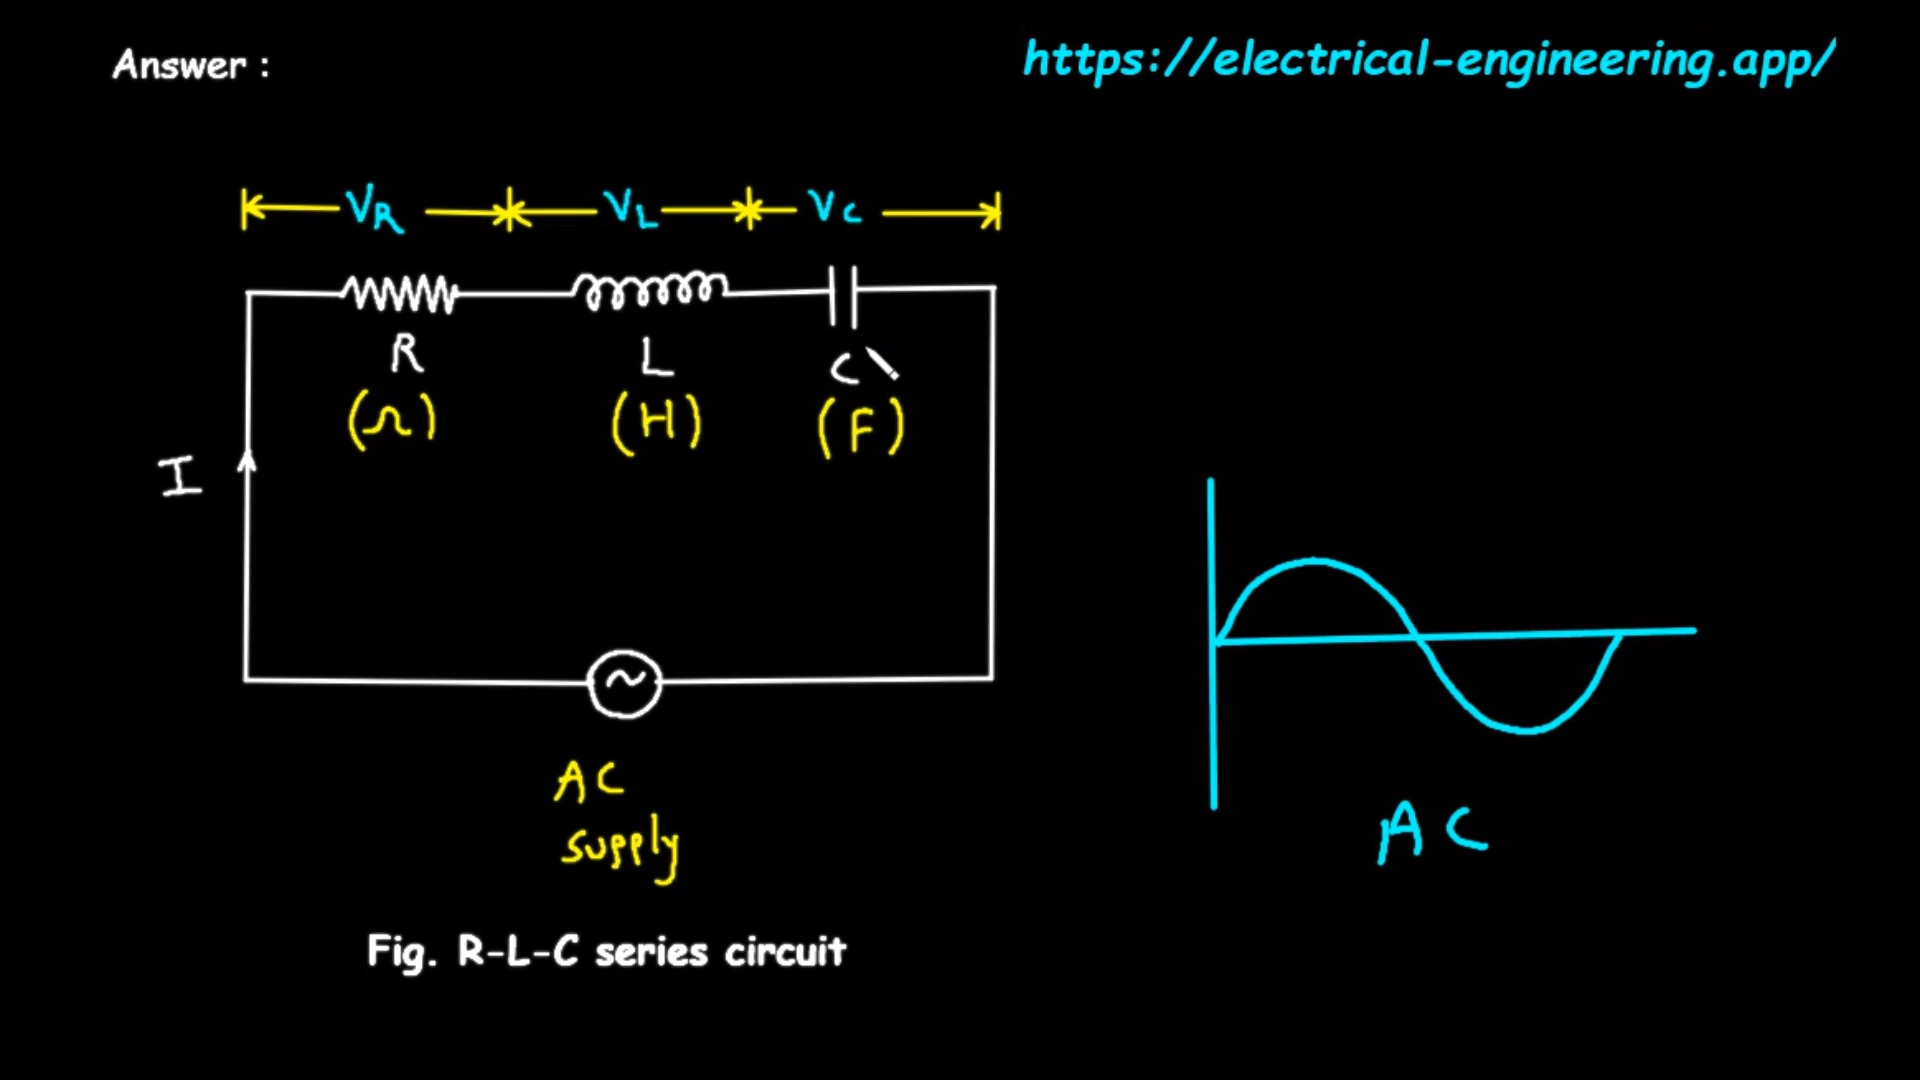 Answer :
https://electrical-engineering.app/
VR VL VC
R L C
(Ω) (H) (F)
I
~
AC
supply
AC
Fig. R-L-C series circuit